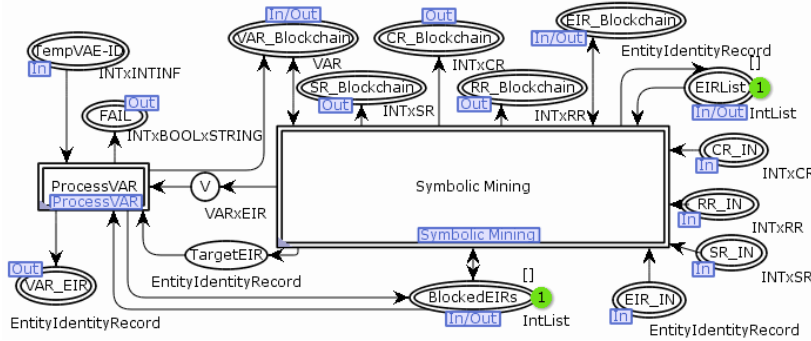 In/Out
Out
EIR_Blockchain
TempVAE-ID
VAR_Blockchain
CR_Blockchain
In/Out
EntityIdentityRecord
In
INTxINTINF
VAR
INTxCR
[]
SR_Blockchain
RR_Blockchain
EIRList
1
Out
FAIL
Out
INTxSR
Out
INTxRR
In/Out
IntList
INTxBOOLxSTRING
CR_IN
In
INTxCR
ProcessVAR
ProcessVAR
V
VARxEIR
Symbolic Mining
RR_IN
In
INTxRR
Symbolic Mining
TargetEIR
SR_IN
In
INTxSR
Out
VAR_EIR
EntityIdentityRecord
[]
BlockedEIRs
1
In/Out
IntList
EIR_IN
In
EntityIdentityRecord
EntityIdentityRecord